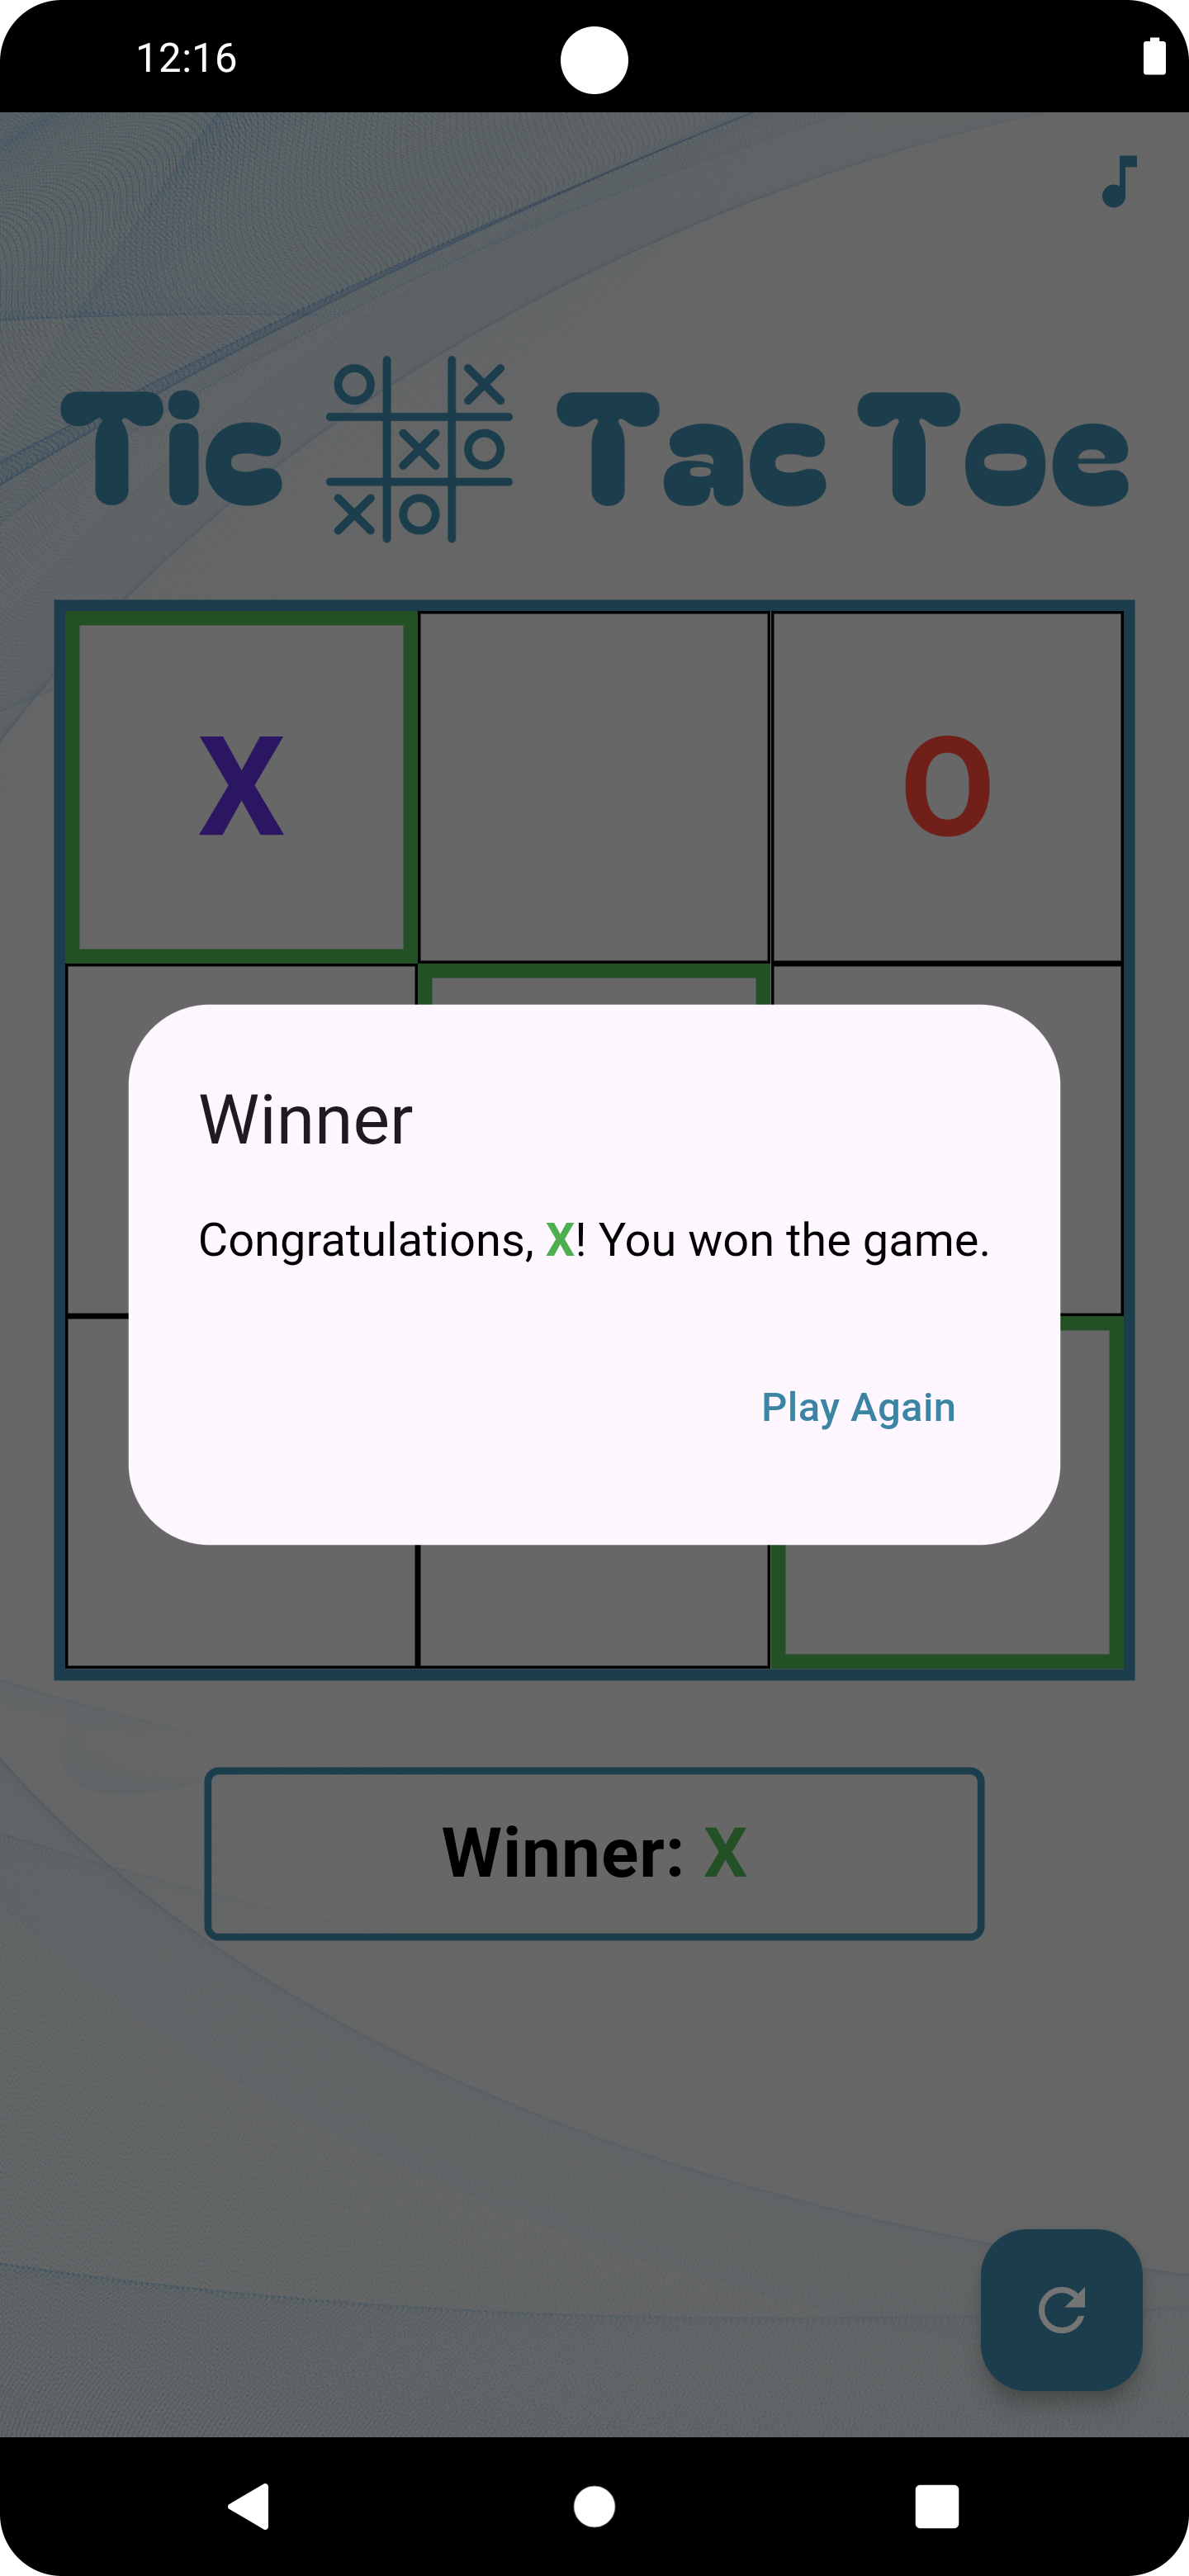 12:16
Tic Tac Toe
X O
Winner
Congratulations, X! You won the game.
Play Again
Winner: X